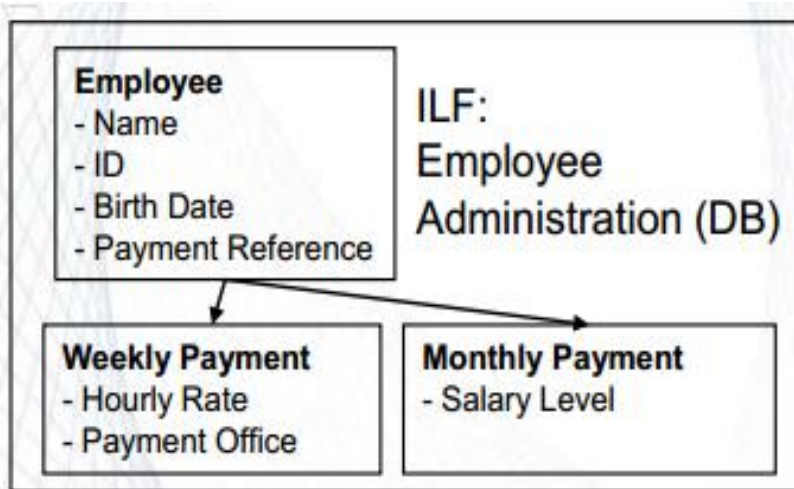 Employee
- Name
- ID
- Birth Date
- Payment Reference
ILF:
Employee
Administration (DB)
Weekly Payment
- Hourly Rate
- Payment Office
Monthly Payment
- Salary Level